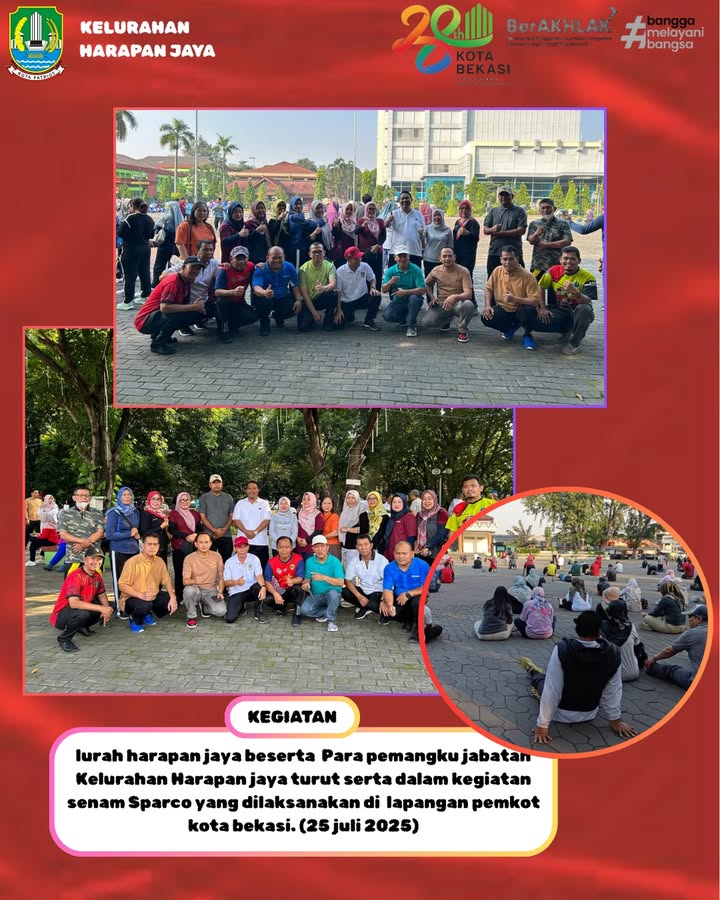 KELURAHAN
HARAPAN JAYA
KOTA PATRIOT
28th
KOTA
BEKASI
BerAKHLAK
#bangga
melayani
bangsa
KEGIATAN
lurah harapan jaya beserta Para pemangku jabatan
Kelurahan Harapan jaya turut serta dalam kegiatan
senam Sparco yang dilaksanakan di lapangan pemkot
kota bekasi. (25 juli 2025)